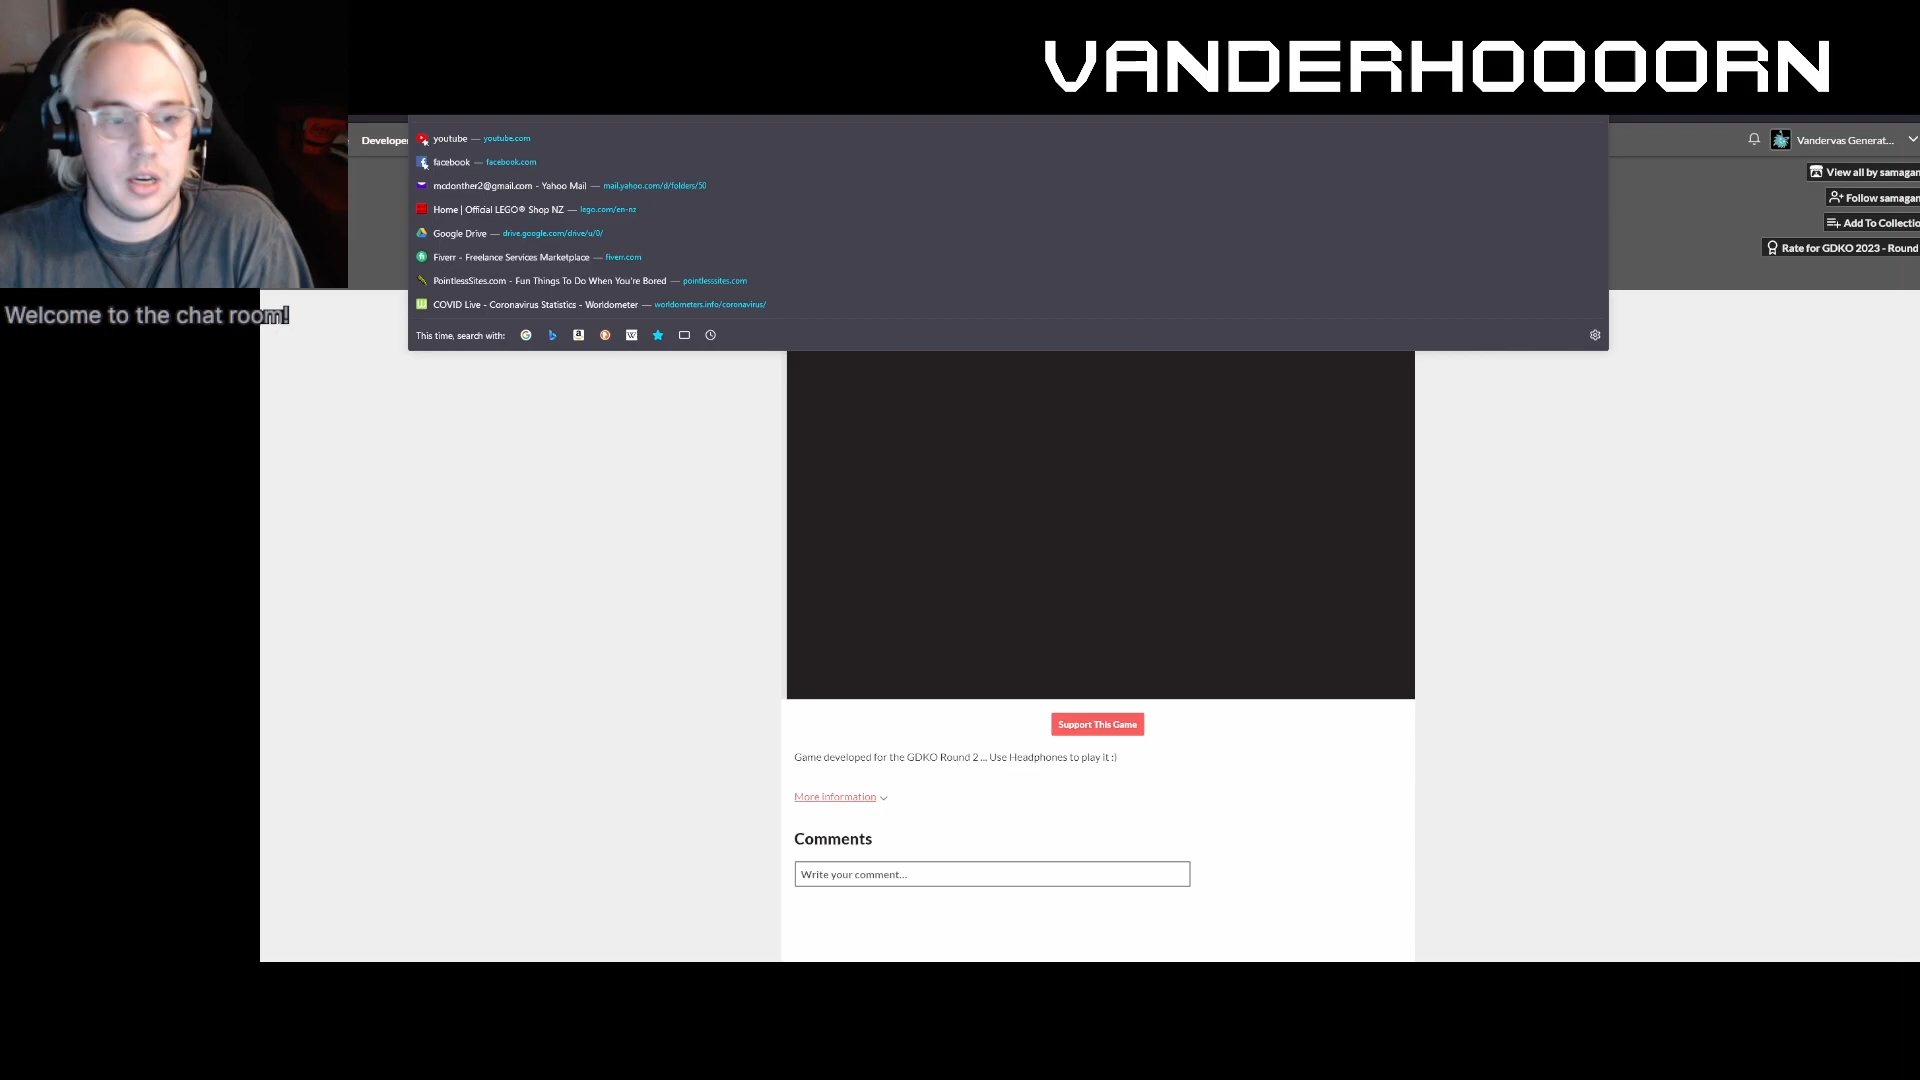 VANDERHOOOORN
Developer
youtube — youtube.com
facebook — facebook.com
mcdonther2@gmail.com - Yahoo Mail — mail.yahoo.com/d/folders/50
Home | Official LEGO® Shop NZ — lego.com/en-nz
Google Drive — drive.google.com/drive/u/0/
Fiverr - Freelance Services Marketplace — fiverr.com
PointlessSites.com - Fun Things To Do When You're Bored — pointlesssites.com
COVID Live - Coronavirus Statistics - Worldometer — worldometers.info/coronavirus/
This time, search with:
Vandervas Generat...
View all by samagan
Follow samagan
Add To Collectio
Rate for GDKO 2023 - Round
Welcome to the chat room!
Support This Game
Game developed for the GDKO Round 2 ... Use Headphones to play it :)
More information
Comments
Write your comment...